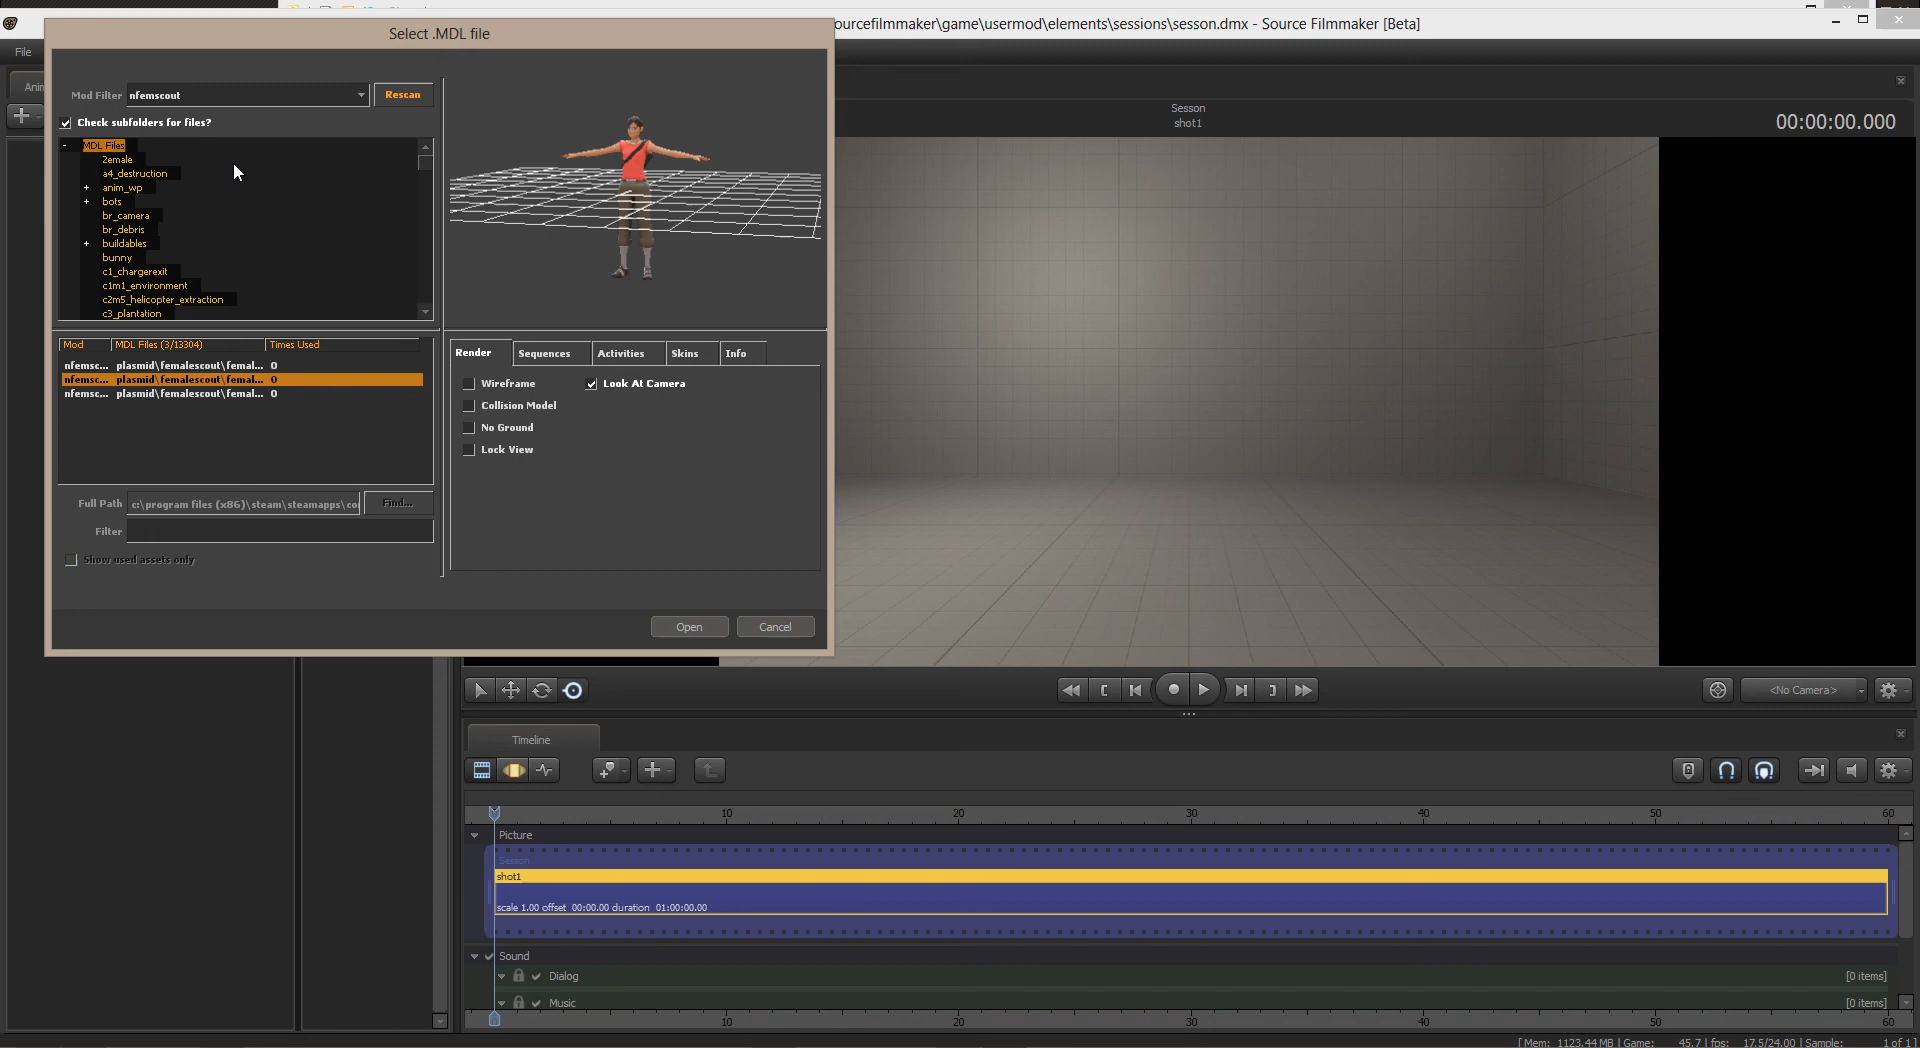 ourcefilmmaker\game\usermod\elements\sessions\sesson.dmx - Source Filmmaker [Beta]
Select .MDL file
File
Anim
Mod Filter nfemscout Rescan
Check subfolders for files?
MDL Files
2emale
a4_destruction
anim_wp
bots
br_camera
br_debris
buildables
bunny
c1_chargerexit
c1m1_environment
c2m5_helicopter_extraction
c3_plantation
Mod MDL Files (3/13304) Times Used
nfemsc... plasmid\femalescout\femal... 0
nfemsc... plasmid\femalescout\femal... 0
nfemsc... plasmid\femalescout\femal... 0
Full Path c:\program files (x86)\steam\steamapps\co Find...
Filter
Show used assets only
Render Sequences Activities Skins Info
Wireframe Look At Camera
Collision Model
No Ground
Lock View
Open Cancel
Sesson
shot1
00:00:00.000
<No Camera>
Timeline
10 20 30 40 50 60
Picture
Sesson
shot1
scale 1.00 offset 00:00.00 duration 01:00:00.00
Sound
Dialog [0 items]
Music [0 items]
10 20 30 40 50 60
[ Mem: 1123.44 MB | Game: 45.7 | fps: 17.5/24.00 | Sample: 1 of 1 ]